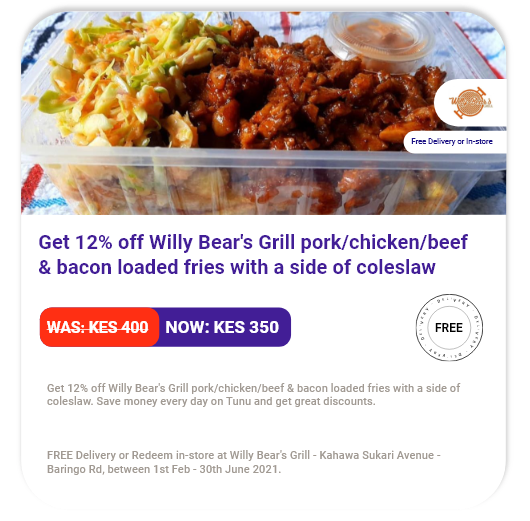 Free Delivery or In-store
Get 12% off Willy Bear's Grill pork/chicken/beef
& bacon loaded fries with a side of coleslaw
WAS: KES 400 NOW: KES 350
FREE
Get 12% off Willy Bear's Grill pork/chicken/beef & bacon loaded fries with a side of
coleslaw. Save money every day on Tunu and get great discounts.
FREE Delivery or Redeem in-store at Willy Bear's Grill - Kahawa Sukari Avenue -
Baringo Rd, between 1st Feb - 30th June 2021.